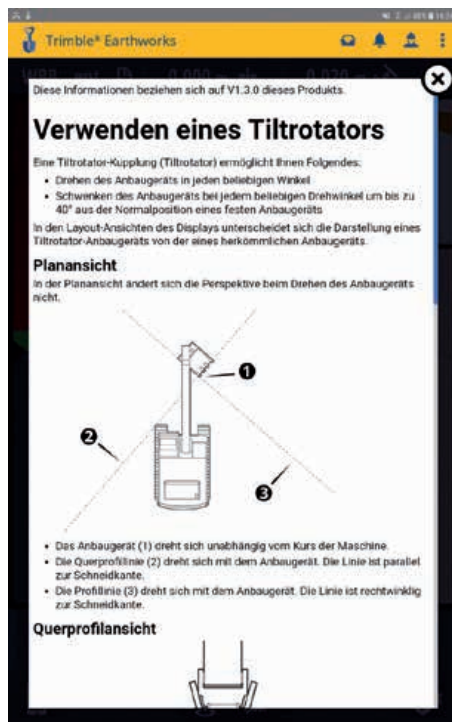 Trimble® Earthworks
Diese Informationen beziehen sich auf V1.3.0 dieses Produkts.
Verwenden eines Tiltrotators
Eine Tiltrotator-Kupplung (Tiltrotator) ermöglicht Ihnen Folgendes:
• Drehen des Anbaugeräts in jeden beliebigen Winkel
• Schwenken des Anbaugeräts bei jedem beliebigen Drehwinkel um bis zu
40° aus der Normalposition eines festen Anbaugeräts
In den Layout-Ansichten des Displays unterscheidet sich die Darstellung eines
Tiltrotator-Anbaugeräts von der eines herkömmlichen Anbaugeräts.
Planansicht
In der Planansicht ändert sich die Perspektive beim Drehen des Anbaugeräts
nicht.
1
2
3
• Das Anbaugerät (1) dreht sich unabhängig vom Kurs der Maschine.
• Die Querprofillinie (2) dreht sich mit dem Anbaugerät. Die Linie ist parallel
zur Schneidkante.
• Die Profillinie (3) dreht sich mit dem Anbaugerät. Die Linie ist rechtwinklig
zur Schneidkante.
Querprofilansicht